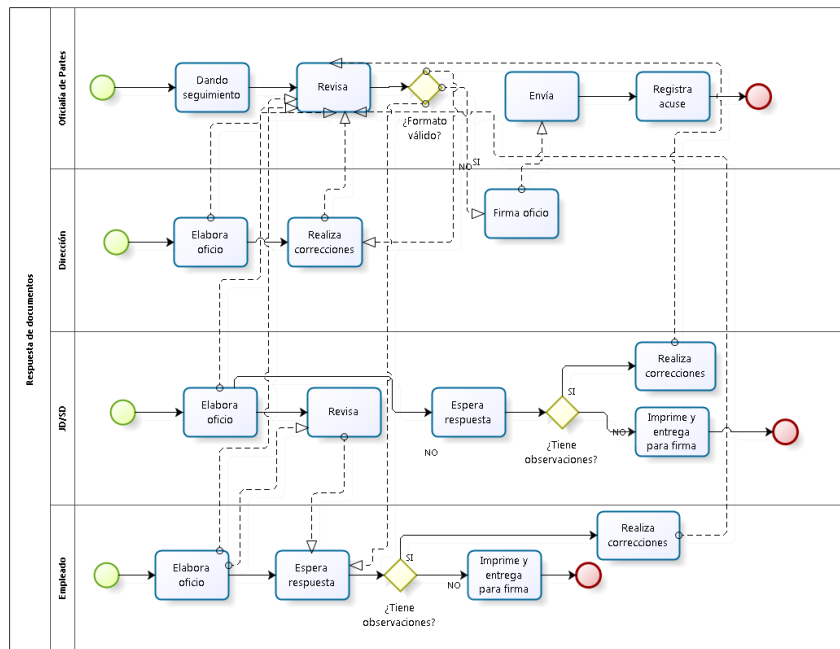 Respuesta de documentos
Oficialía de Partes
Dando
seguimiento
Revisa
¿Formato
válido?
Envía
Registra
acuse
NO
SI
Dirección
Elabora
oficio
Realiza
correcciones
Firma oficio
JD/SD
Elabora
oficio
Revisa
Espera
respuesta
NO
¿Tiene
observaciones?
SI
Realiza
correcciones
NO
Imprime y
entrega
para firma
Empleado
Elabora
oficio
Espera
respuesta
¿Tiene
observaciones?
SI
NO
Imprime y
entrega
para firma
Realiza
correcciones